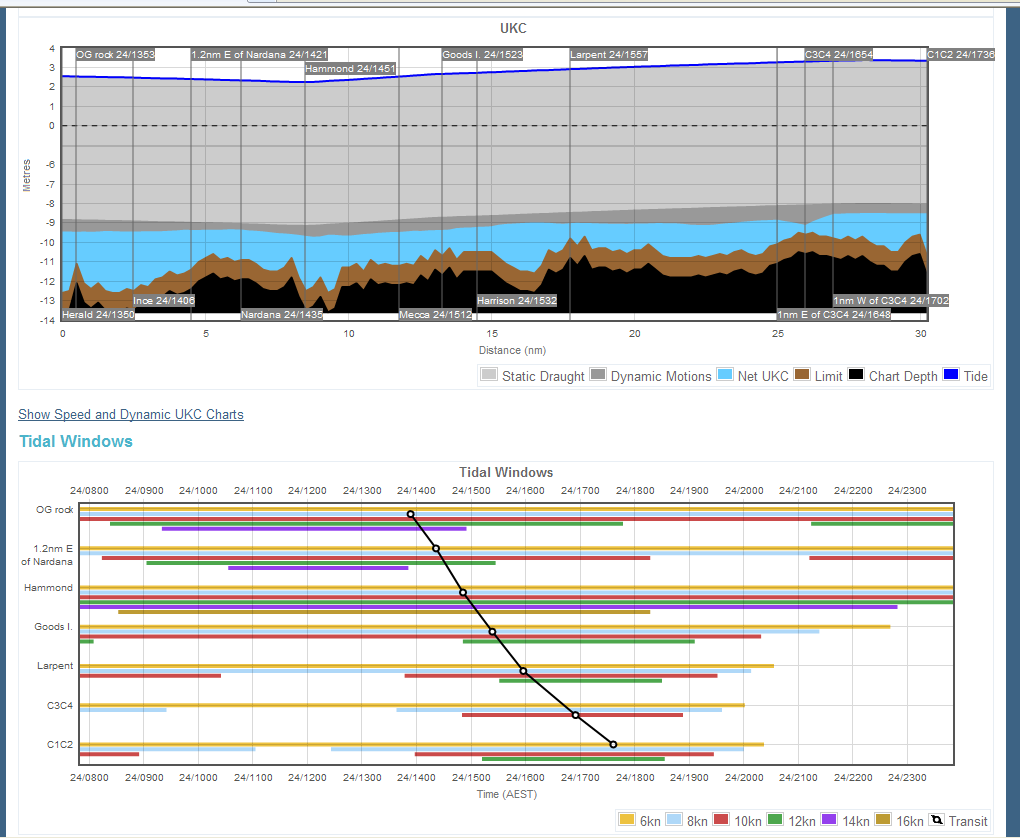 UKC
4
3
2
1
0
-6
-7
-8
-9
-10
-11
-12
-13
-14
Metres
OG rock 24/1353
1.2nm E of Nardana 24/1421
Hammond 24/1451
Goods I. 24/1523
Larpent 24/1557
C3C4 24/1654
C1C2 24/1736
Herald 24/1350
Ince 24/1406
Nardana 24/1435
Mecca 24/1512
Harrison 24/1532
1nm E of C3C4 24/1648
1nm W of C3C4 24/1702
0 5 10 15 20 25 30
Distance (nm)
Static Draught Dynamic Motions Net UKC Limit Chart Depth Tide
Show Speed and Dynamic UKC Charts
Tidal Windows
Tidal Windows
24/0800 24/0900 24/1000 24/1100 24/1200 24/1300 24/1400 24/1500 24/1600 24/1700 24/1800 24/1900 24/2000 24/2100 24/2200 24/2300
OG rock
1.2nm E
of Nardana
Hammond
Goods I.
Larpent
C3C4
C1C2
24/0800 24/0900 24/1000 24/1100 24/1200 24/1300 24/1400 24/1500 24/1600 24/1700 24/1800 24/1900 24/2000 24/2100 24/2200 24/2300
Time (AEST)
6kn 8kn 10kn 12kn 14kn 16kn Transit